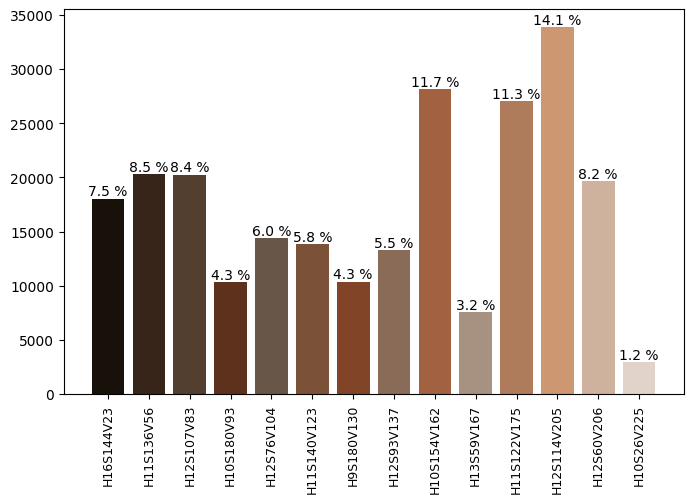 35000
30000
25000
20000
15000
10000
5000
0
7.5 %
8.5 %
8.4 %
4.3 %
6.0 %
5.8 %
4.3 %
5.5 %
11.7 %
3.2 %
11.3 %
14.1 %
8.2 %
1.2 %
H16S144V23
H11S136V56
H12S107V83
H10S180V93
H12S76V104
H11S140V123
H9S180V130
H12S93V137
H10S154V162
H13S59V167
H11S122V175
H12S114V205
H12S60V206
H10S26V225